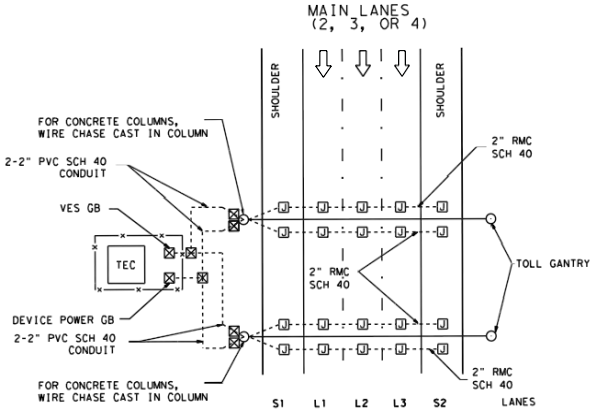 MAIN LANES
(2, 3, OR 4)
SHOULDER
SHOULDER
FOR CONCRETE COLUMNS,
WIRE CHASE CAST IN COLUMN
2-2" PVC SCH 40
CONDUIT
2" RMC
SCH 40
VES GB
J J J J J
J J J J J
TEC
TOLL GANTRY
2" RMC
SCH 40
DEVICE POWER GB
2-2" PVC SCH 40
CONDUIT
J J J J J
J J J J J
2" RMC
SCH 40
FOR CONCRETE COLUMNS,
WIRE CHASE CAST IN COLUMN
S1 L1 L2 L3 S2 LANES